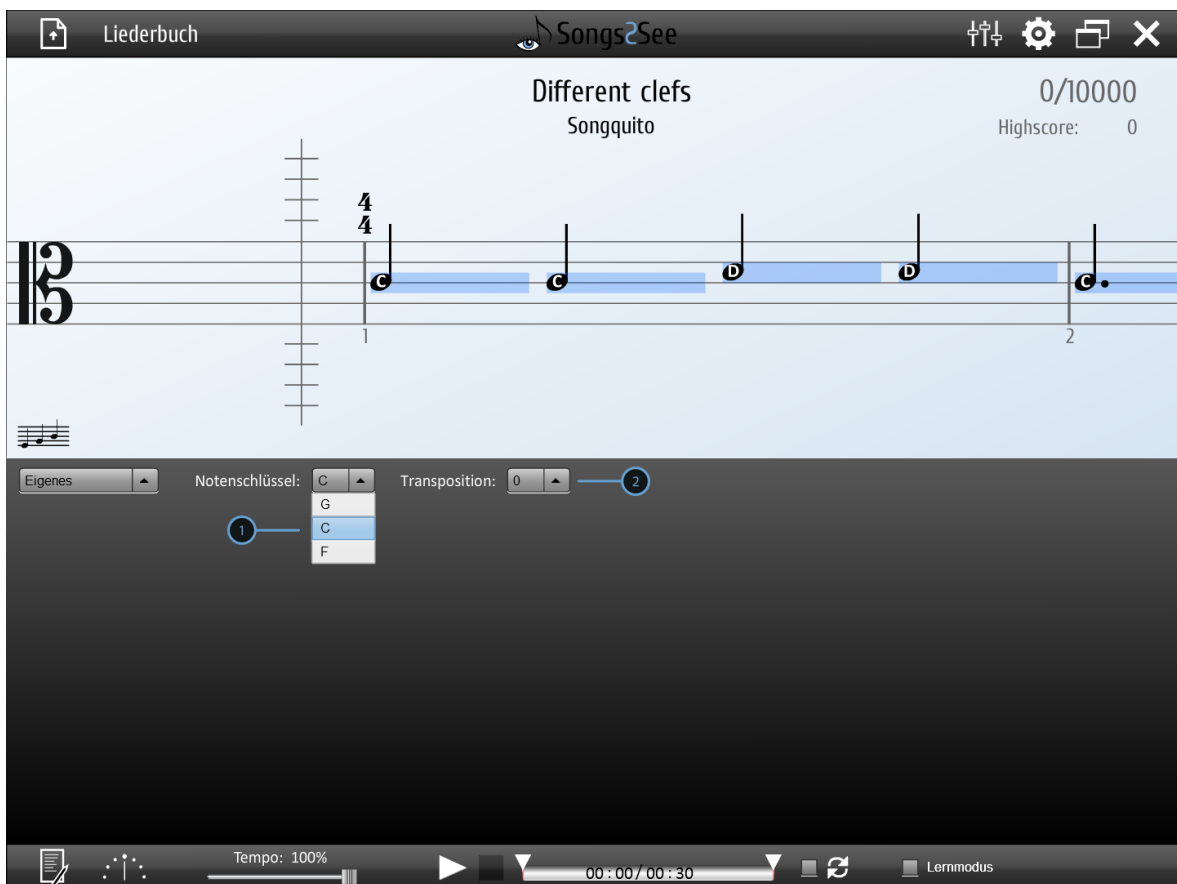 Liederbuch
Songs2See
Different clefs
Songquito
0/10000
Highscore: 0
4
4
C C D D C
1 2
Eigenes Notenschlüssel: C Transposition: 0 2
G
1 C
F
Tempo: 100%
00:00/00:30
Lernmodus